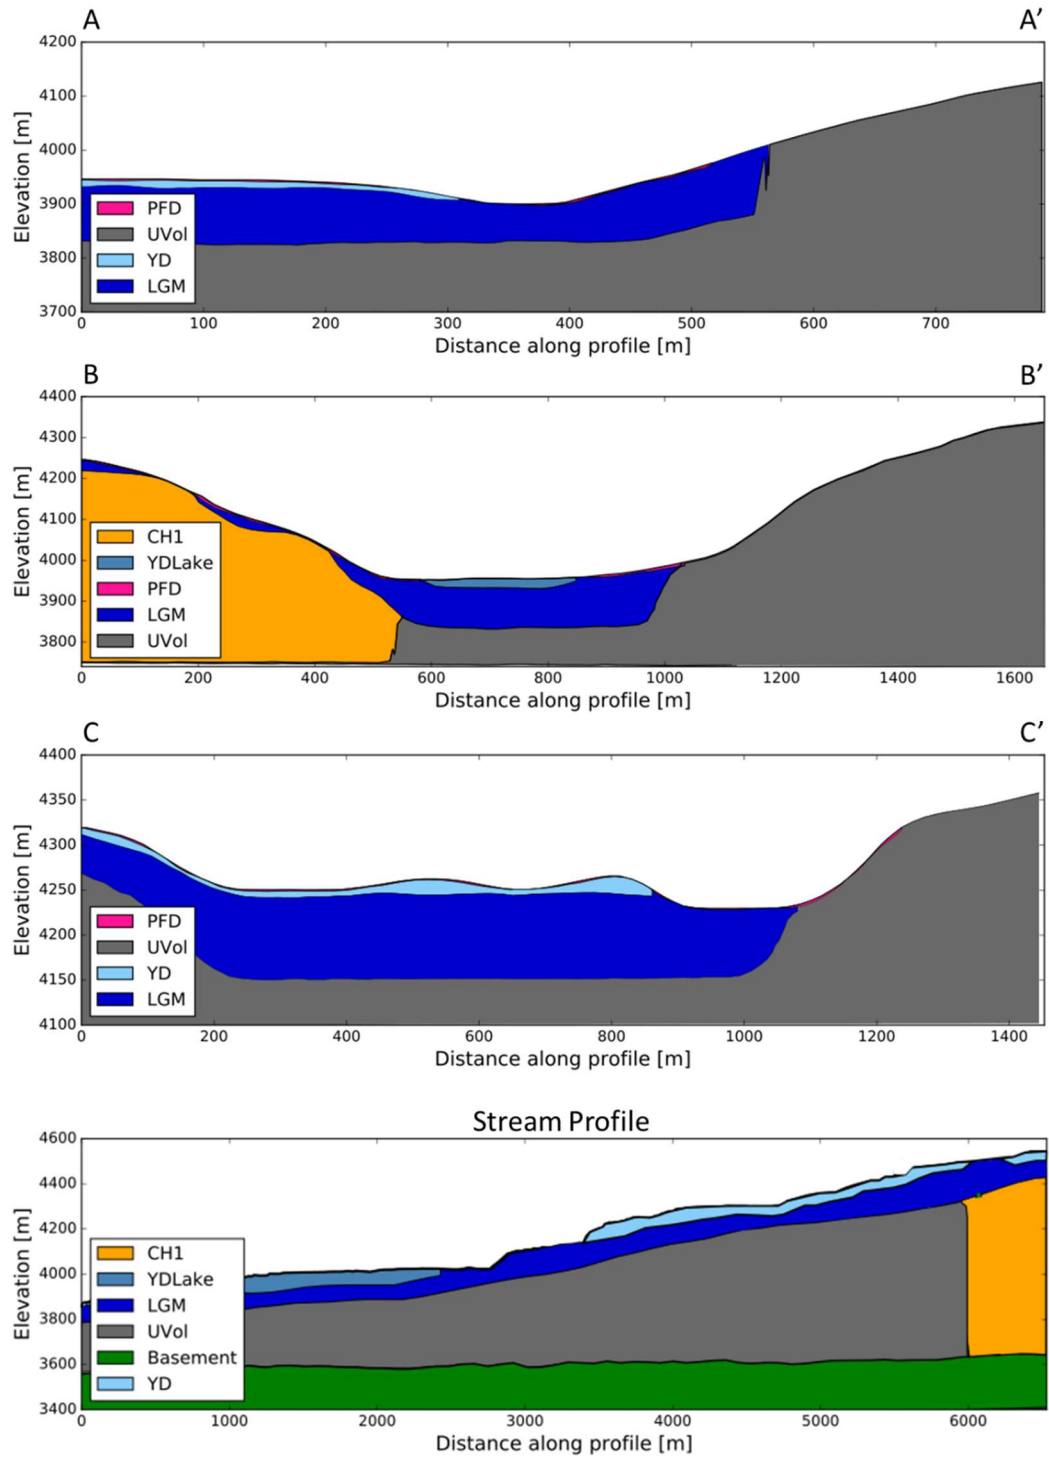 A A’
4200
4100
4000
3900
3800
3700
Elevation [m]
PFD
UVol
YD
LGM
0 100 200 300 400 500 600 700
Distance along profile [m]
B B’
4400
4300
4200
4100
4000
3900
3800
Elevation [m]
CH1
YDLake
PFD
LGM
UVol
0 200 400 600 800 1000 1200 1400 1600
Distance along profile [m]
C C’
4400
4350
4300
4250
4200
4150
4100
Elevation [m]
PFD
UVol
YD
LGM
0 200 400 600 800 1000 1200 1400
Distance along profile [m]
Stream Profile
4600
4400
4200
4000
3800
3600
3400
Elevation [m]
CH1
YDLake
LGM
UVol
Basement
YD
0 1000 2000 3000 4000 5000 6000
Distance along profile [m]